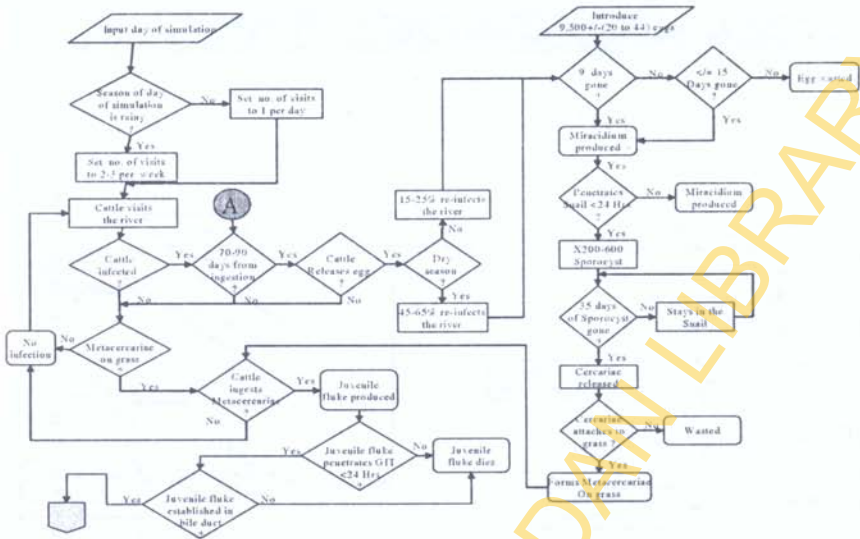 Input day of simulation
Season of day
of simulation
is rainy
?
No
Set no. of visits
to 1 per day
Yes
Set no. of visits
to 2-3 per week
Cattle visits
the river
Cattle
infected
?
Yes
No
A
70-90
days from
ingestion
?
Yes
No
Cattle
Releases egg
?
Yes
No
Dry
season
?
No
15-25% re-infects
the river
Yes
45-65% re-infects
the river
No
infection
No
Metacercariae
on grass
?
Yes
Cattle
ingests
Metacercariae
?
No
Yes
Juvenile
fluke produced
Juvenile fluke
penetrates GIT
<24 Hrs
?
No
Juvenile
fluke dies
Yes
Juvenile fluke
established in
bile duct
?
No
Yes
Introduce
9,500+/-(20 to 44) eggs
9 days
gone
?
No
</= 15
Days gone
?
No
Egg wasted
Yes
Yes
Miracidium
produced
Yes
Penetrates
Snail <24 Hrs
?
No
Miracidium
produced
Yes
X200-600
Sporocyst
35 days
of Sporocyst
gone
?
No
Stays in the
Snail
Yes
Cercariae
released
Cercariae
attaches to
grass ?
No
Wasted
Yes
Forms Metacercariae
On grass
DAN LIBRARY